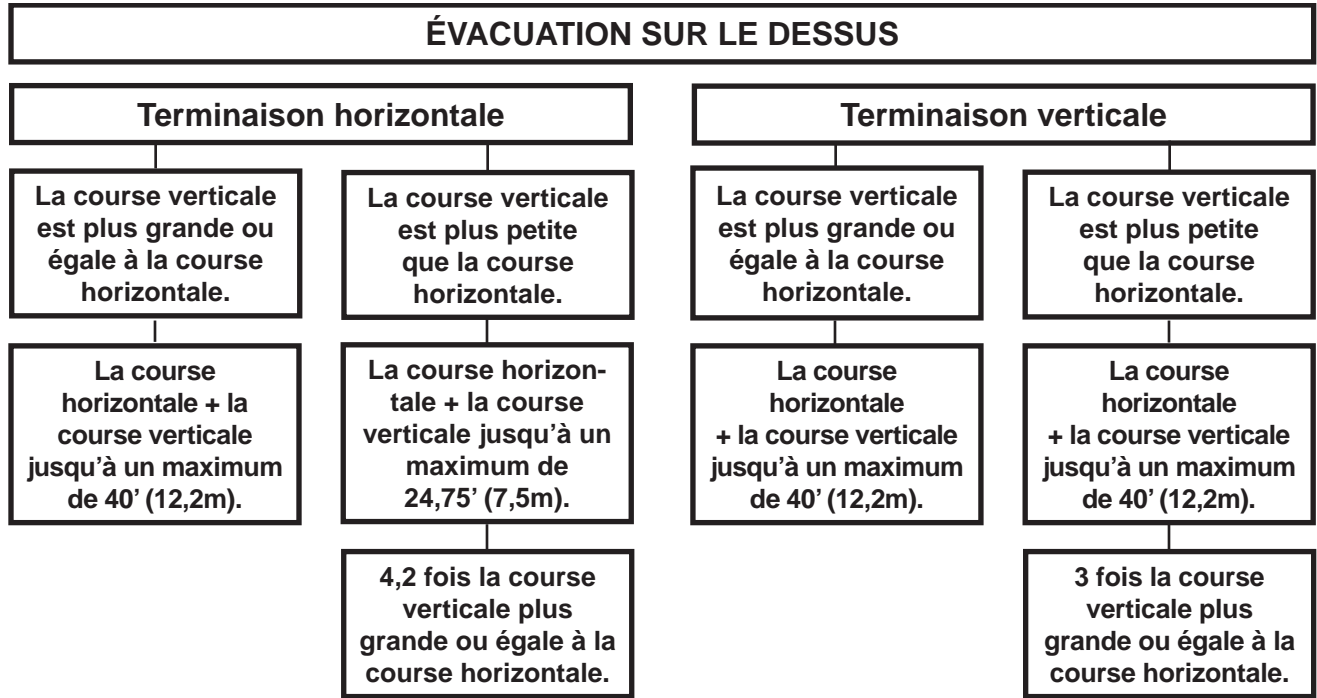 ÉVACUATION SUR LE DESSUS
Terminaison horizontale
La course verticale
est plus grande ou
égale à la course
horizontale.
La course
horizontale + la
course verticale
jusqu’à un maximum
de 40’ (12,2m).
La course verticale
est plus petite
que la course
horizontale.
La course horizon-
tale + la course
verticale jusqu’à un
maximum de
24,75’ (7,5m).
4,2 fois la course
verticale plus
grande ou égale à la
course horizontale.
Terminaison verticale
La course verticale
est plus grande ou
égale à la course
horizontale.
La course
horizontale
+ la course verticale
jusqu’à un maximum
de 40’ (12,2m).
La course verticale
est plus petite
que la course
horizontale.
La course
horizontale
+ la course verticale
jusqu’à un maximum
de 40’ (12,2m).
3 fois la course
verticale plus
grande ou égale à la
course horizontale.